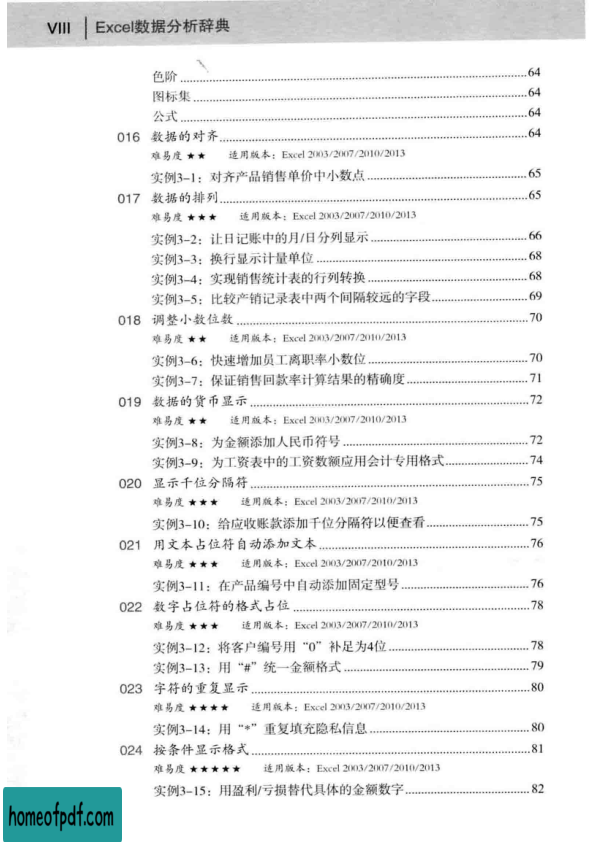 VIII Excel数据分析辞典
色阶 64
图标集 64
公式 64
016 数据的对齐 64
难易度 ★★ 适用版本：Excel 2003/2007/2010/2013
实例3-1：对齐产品销售单价中小数点 65
017 数据的排列 65
难易度 ★★★ 适用版本：Excel 2003/2007/2010/2013
实例3-2：让日记账中的月/日分列显示 66
实例3-3：换行显示计量单位 68
实例3-4：实现销售统计表的行列转换 68
实例3-5：比较产销记录表中两个间隔较远的字段 69
018 调整小数位数 70
难易度 ★★ 适用版本：Excel 2003/2007/2010/2013
实例3-6：快速增加员工离职率小数位 70
实例3-7：保证销售回款率计算结果的精确度 71
019 数据的货币显示 72
难易度 ★★ 适用版本：Excel 2003/2007/2010/2013
实例3-8：为金额添加人民币符号 72
实例3-9：为工资表中的工资数额应用会计专用格式 74
020 显示千位分隔符 75
难易度 ★★★ 适用版本：Excel 2003/2007/2010/2013
实例3-10：给应收账款添加千位分隔符以便查看 75
021 用文本占位符自动添加文本 76
难易度 ★★★ 适用版本：Excel 2003/2007/2010/2013
实例3-11：在产品编号中自动添加固定型号 76
022 数字占位符的格式占位 78
难易度 ★★★ 适用版本：Excel 2003/2007/2010/2013
实例3-12：将客户编号用“0”补足为4位 78
实例3-13：用“#”统一金额格式 79
023 字符的重复显示 80
难易度 ★★★★ 适用版本：Excel 2003/2007/2010/2013
实例3-14：用“*”重复填充隐私信息 80
024 按条件显示格式 81
难易度 ★★★★★ 适用版本：Excel 2003/2007/2010/2013
实例3-15：用盈利/亏损替代具体的金额数字 82
homeofpdf.com